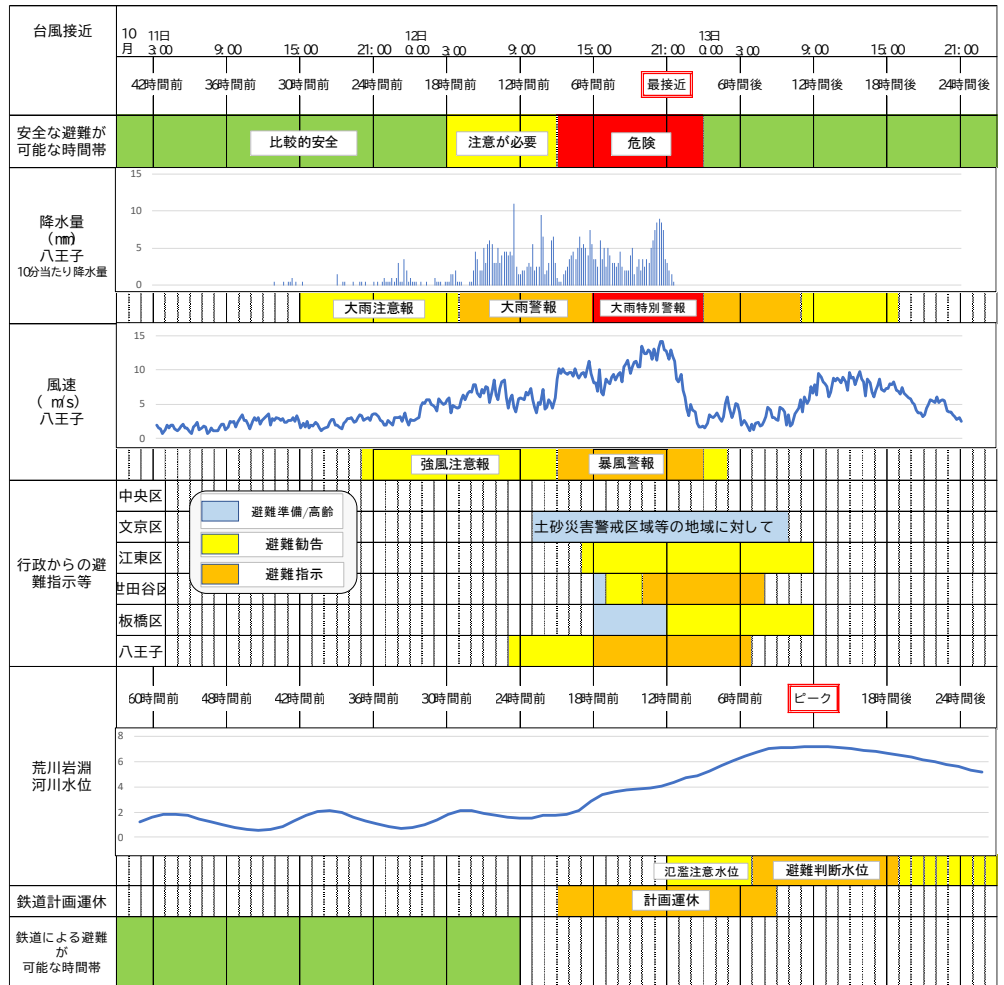 台風接近
10
月
11日
12日
13日
3:00
9:00
15:00
21:00
0:00
3:00
9:00
15:00
21:00
0:00
3:00
15:00
21:00
42時間前
36時間前
30時間前
24時間前
18時間前
12時間前
6時間前
最接近
6時間後
12時間後
18時間後
24時間後
安全な避難が
可能な時間帯
比較的安全
注意が必要
危険
降水量
(mm)
八王子
10分当たり降水量
15
10
5
0
大雨注意報
大雨警報
大雨特別警報
風速
( m/s)
八王子
15
10
5
0
強風注意報
暴風警報
行政からの避
難指示等
中央区
文京区
江東区
世田谷区
板橋区
八王子
避難準備/高齢
避難勧告
避難指示
土砂災害警戒区域等の地域に対して
60時間前
48時間前
42時間前
36時間前
30時間前
24時間前
18時間前
12時間前
6時間前
ピーク
18時間後
24時間後
荒川岩淵
河川水位
8
6
4
2
0
氾濫注意水位
避難判断水位
鉄道計画運休
計画運休
鉄道による避難
が
可能な時間帯